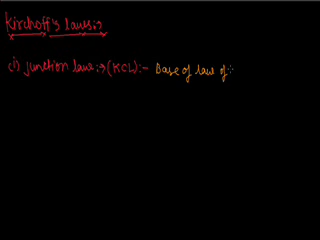 Kirchoff's laws:→
(i) junction law:→(KCL):- Base of law of